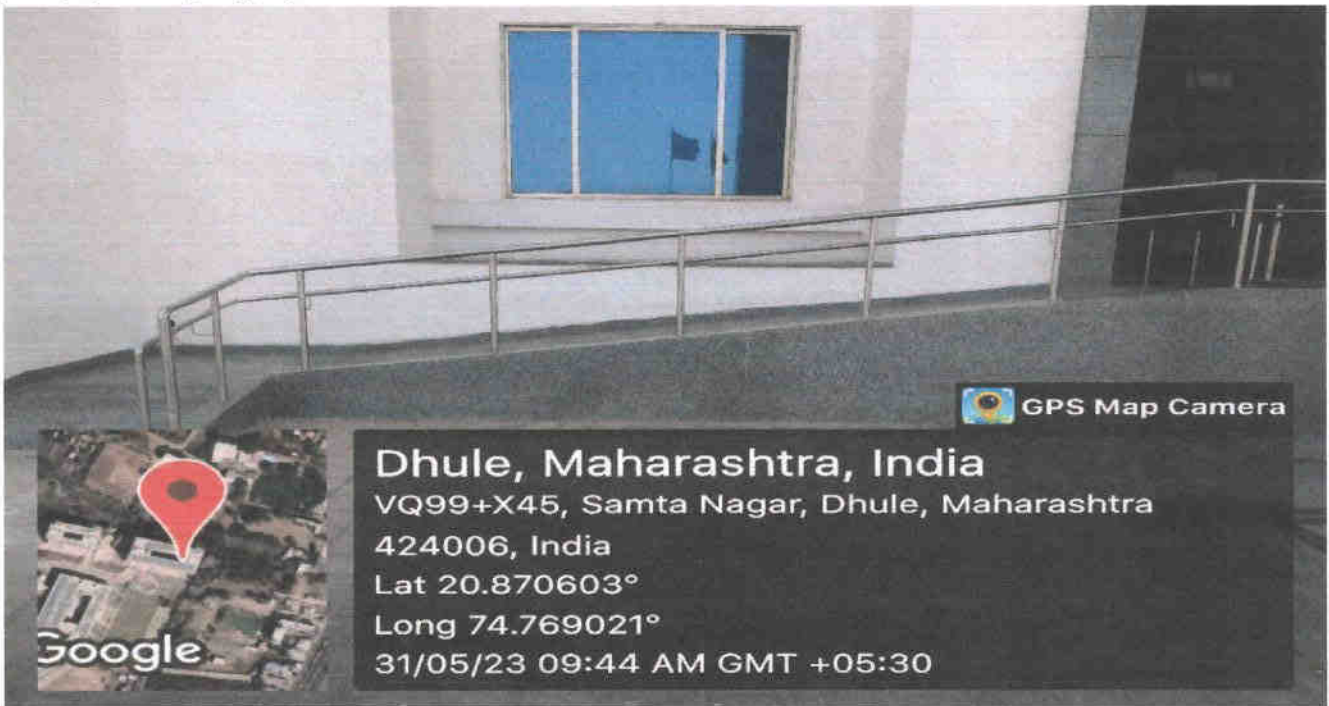 GPS Map Camera
Dhule, Maharashtra, India
VQ99+X45, Samta Nagar, Dhule, Maharashtra
424006, India
Lat 20.870603°
Long 74.769021°
31/05/23 09:44 AM GMT +05:30
Google